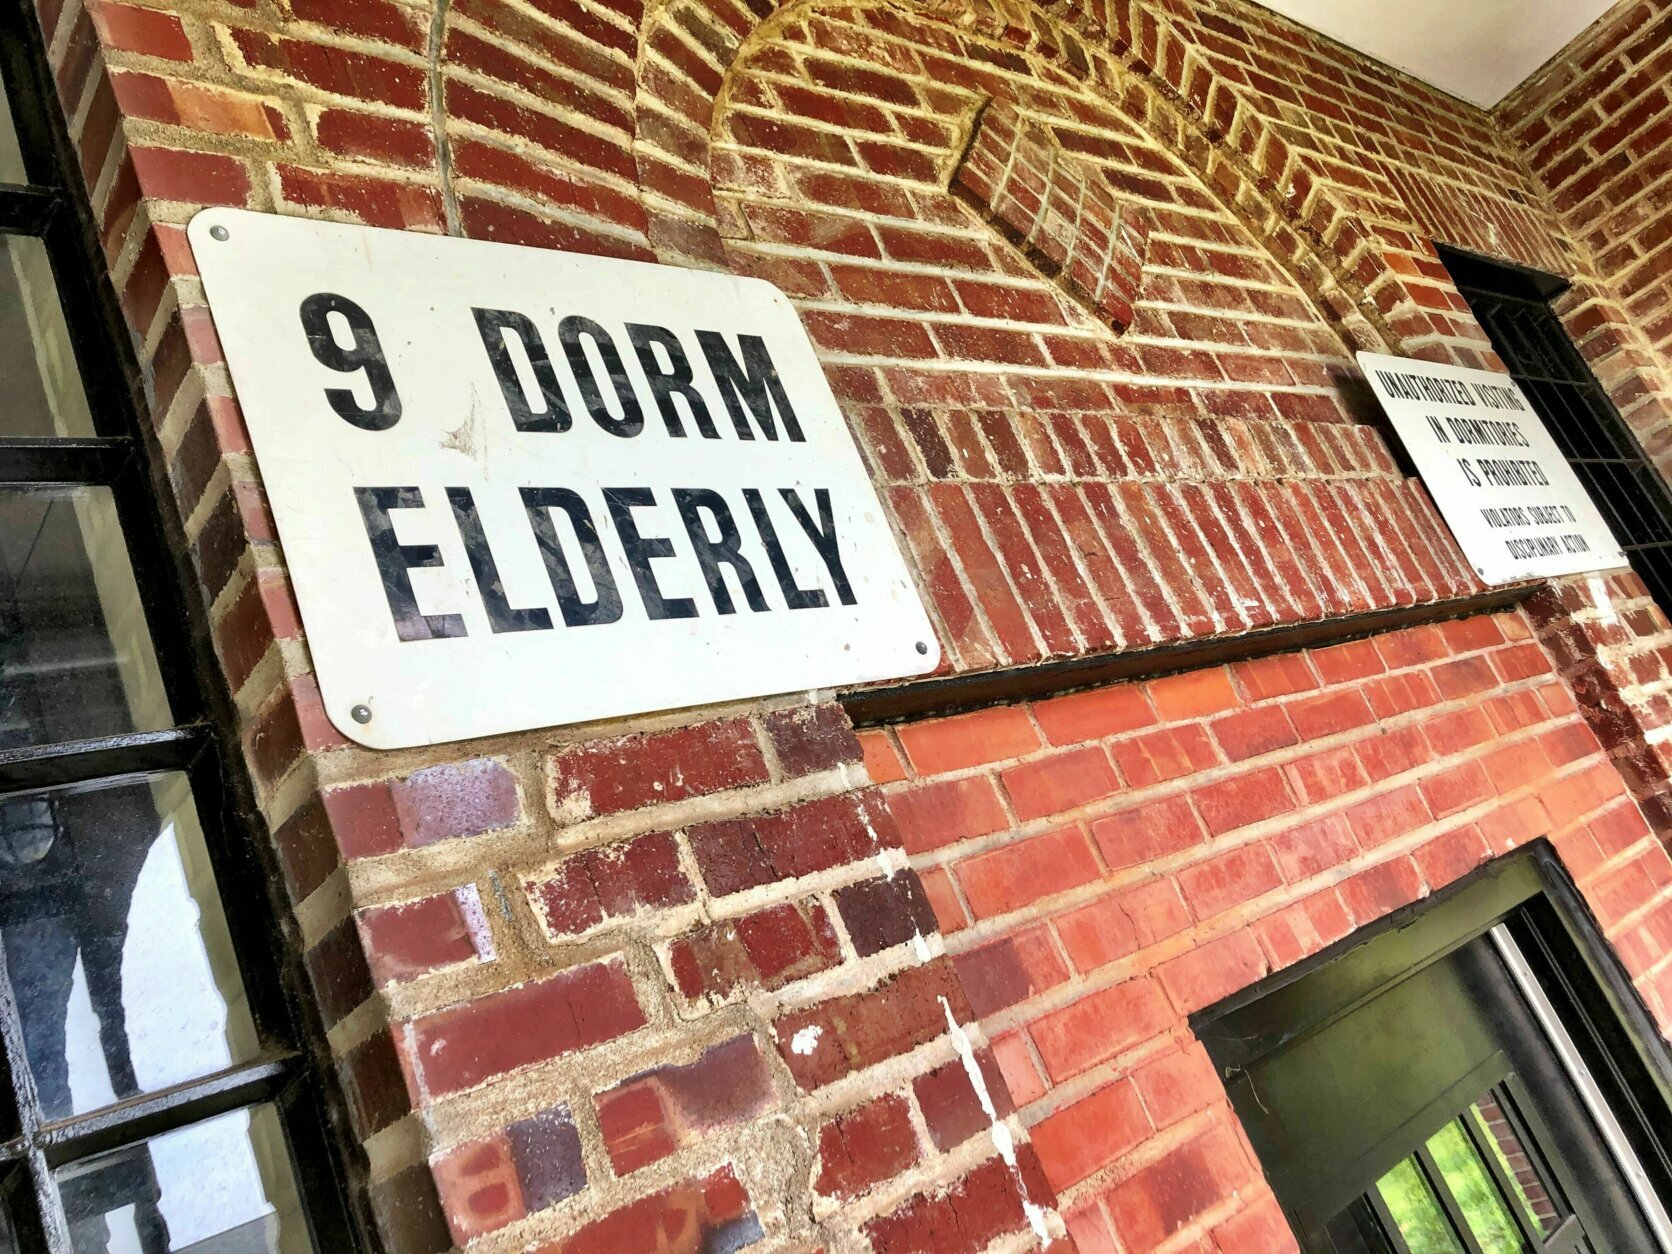 9 DORM
ELDERLY
UNAUTHORIZED VISITING
IN DORMITORIES
IS PROHIBITED
VIOLATORS SUBJECT TO
DISCIPLINARY ACTION